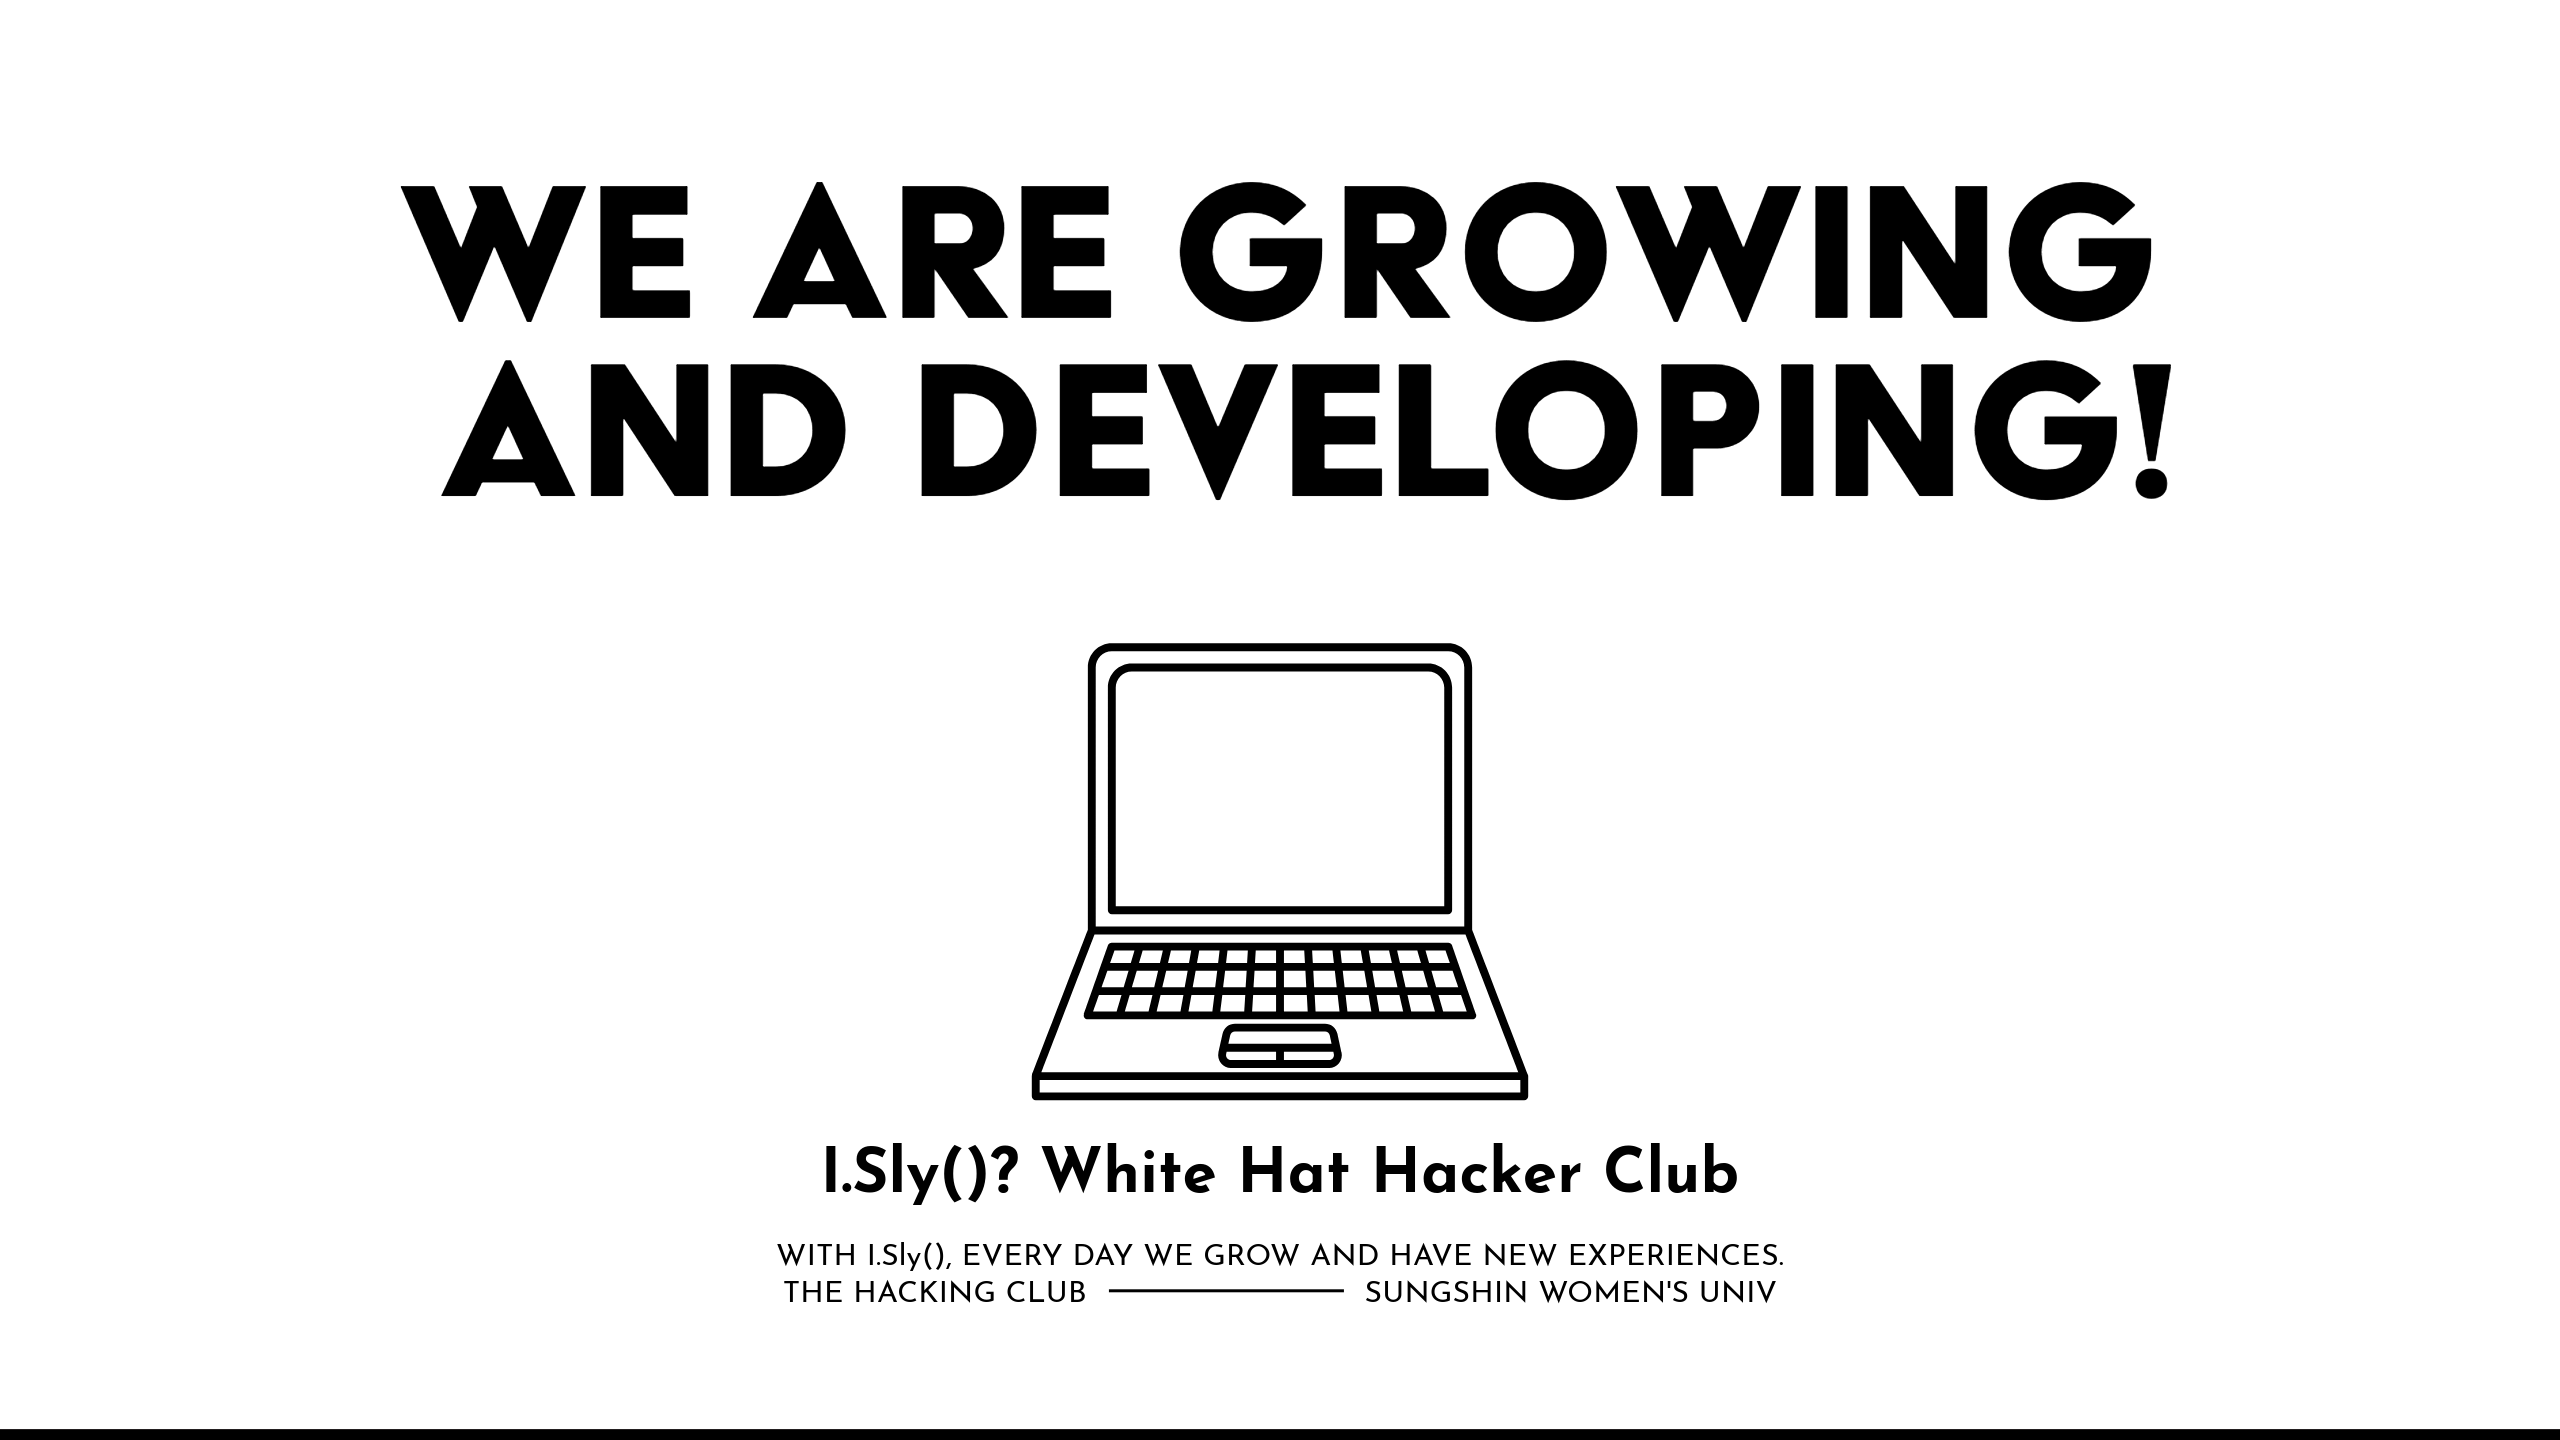 WE ARE GROWING
AND DEVELOPING!
I.Sly()? White Hat Hacker Club
WITH I.Sly(), EVERY DAY WE GROW AND HAVE NEW EXPERIENCES.
THE HACKING CLUB SUNGSHIN WOMEN'S UNIV